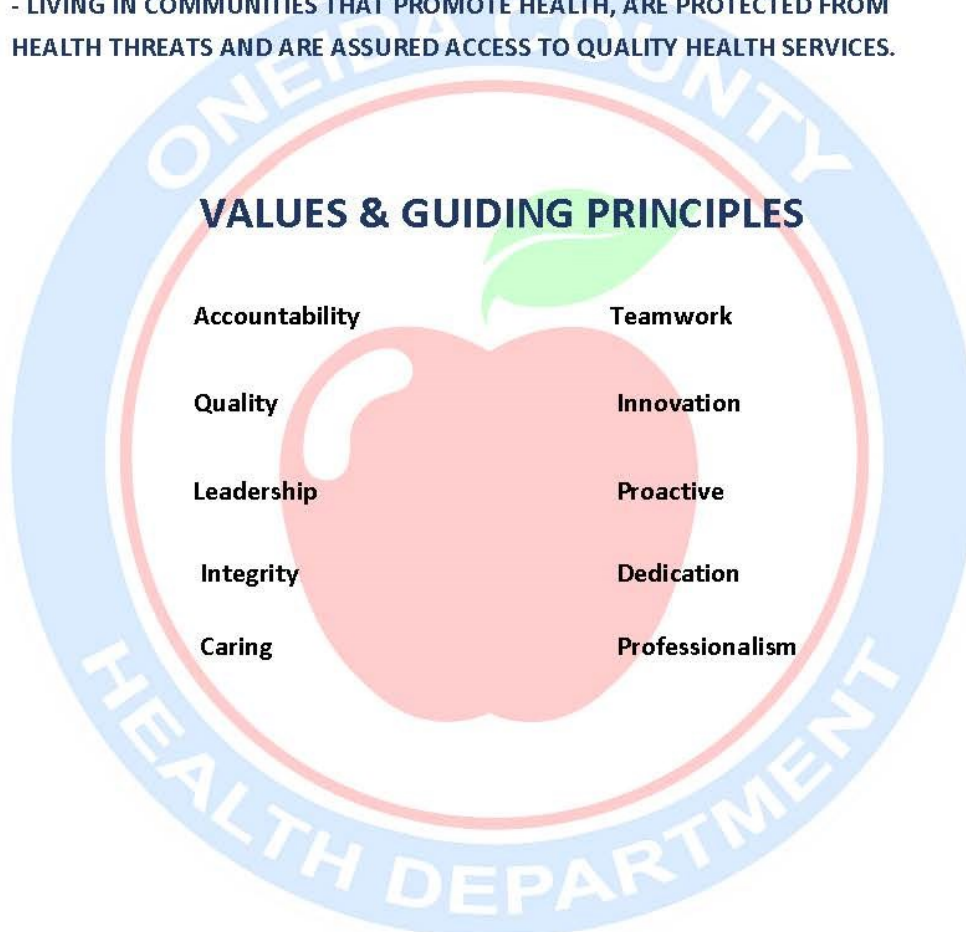 - LIVING IN COMMUNITIES THAT PROMOTE HEALTH, ARE PROTECTED FROM
HEALTH THREATS AND ARE ASSURED ACCESS TO QUALITY HEALTH SERVICES.
ONEIDA COUNTY
VALUES & GUIDING PRINCIPLES
Accountability
Teamwork
Quality
Innovation
Leadership
Proactive
Integrity
Dedication
Caring
Professionalism
HEALTH DEPARTMENT